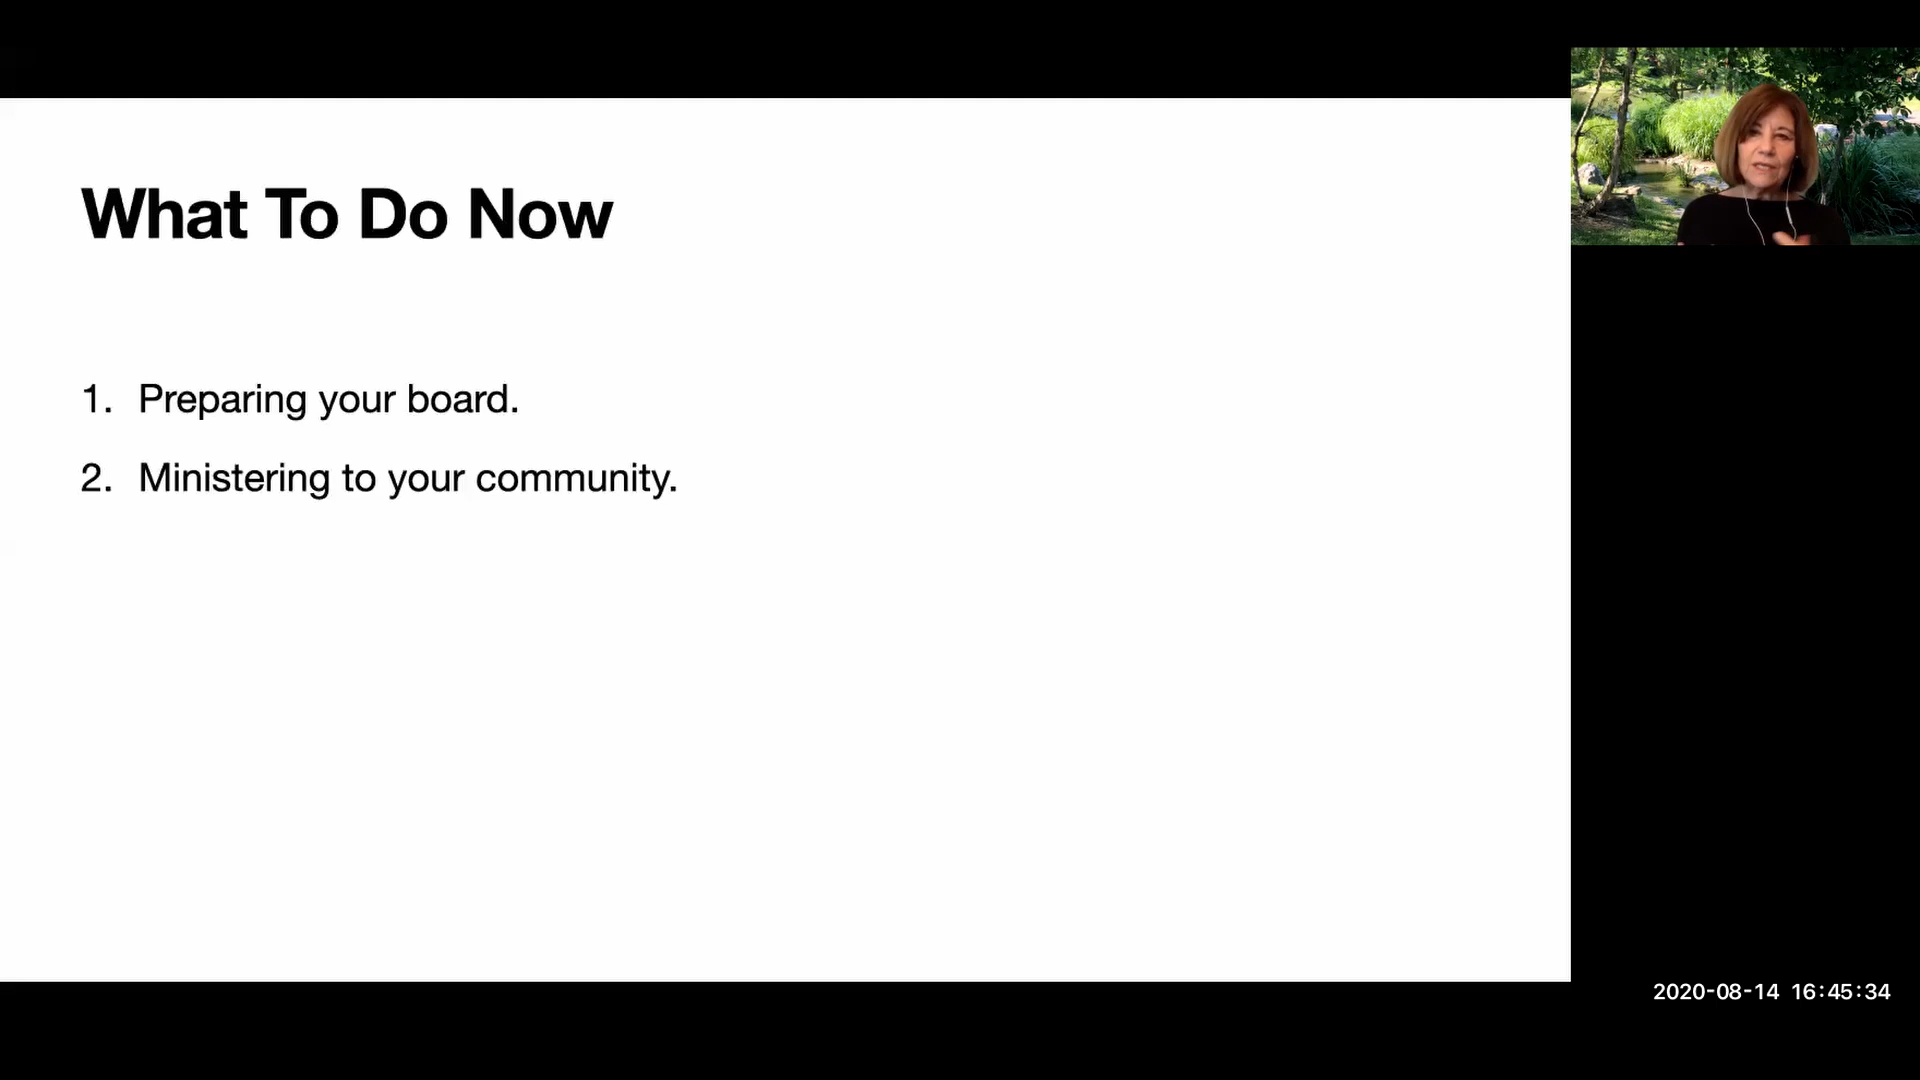 What To Do Now
1. Preparing your board.
2. Ministering to your community.
2020-08-14 16:45:34